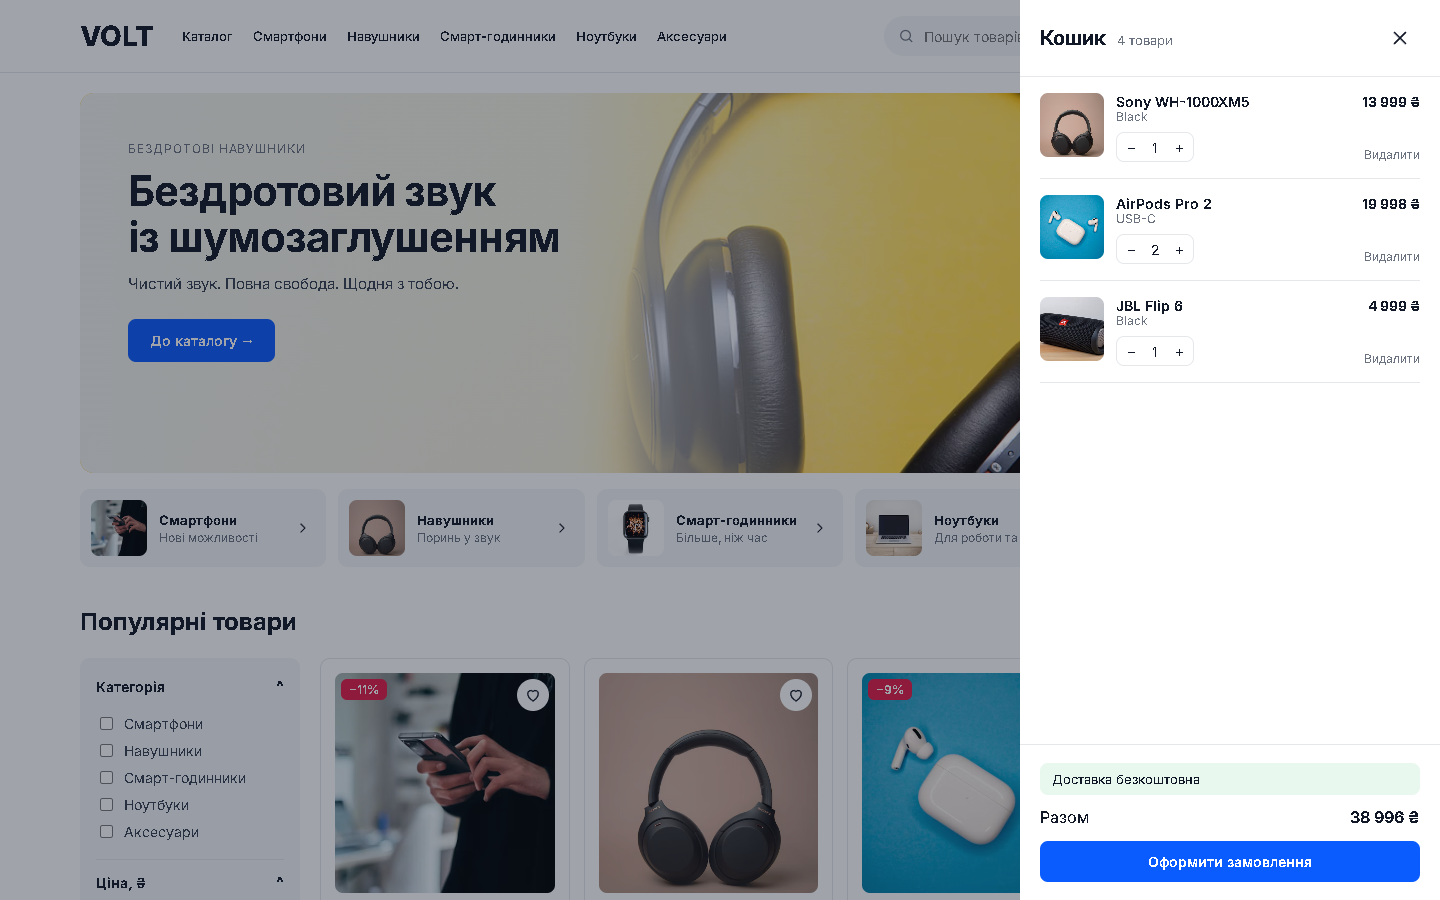 VOLT
Каталог
Смартфони
Навушники
Смарт-годинники
Ноутбуки
Аксесуари
Пошук
БЕЗДРОТОВІ НАВУШНИКИ
Бездротовий звук
із шумозаглушенням
Чистий звук. Повна свобода. Щодня з тобою.
До каталогу →
Смартфони
Нові можливості
Навушники
Поринь у звук
Смарт-годинники
Більше, ніж час
Ноутбуки
Для роботи та
Популярні товари
Категорія
Смартфони
Навушники
Смарт-годинники
Ноутбуки
Аксесуари
Ціна, ₴
−11%
−9%
Кошик 4 товари
Sony WH-1000XM5 13 999 ₴
Black
− 1 +
Видалити
AirPods Pro 2 19 998 ₴
USB-C
− 2 +
Видалити
JBL Flip 6 4 999 ₴
Black
− 1 +
Видалити
Доставка безкоштовна
Разом 38 996 ₴
Оформити замовлення